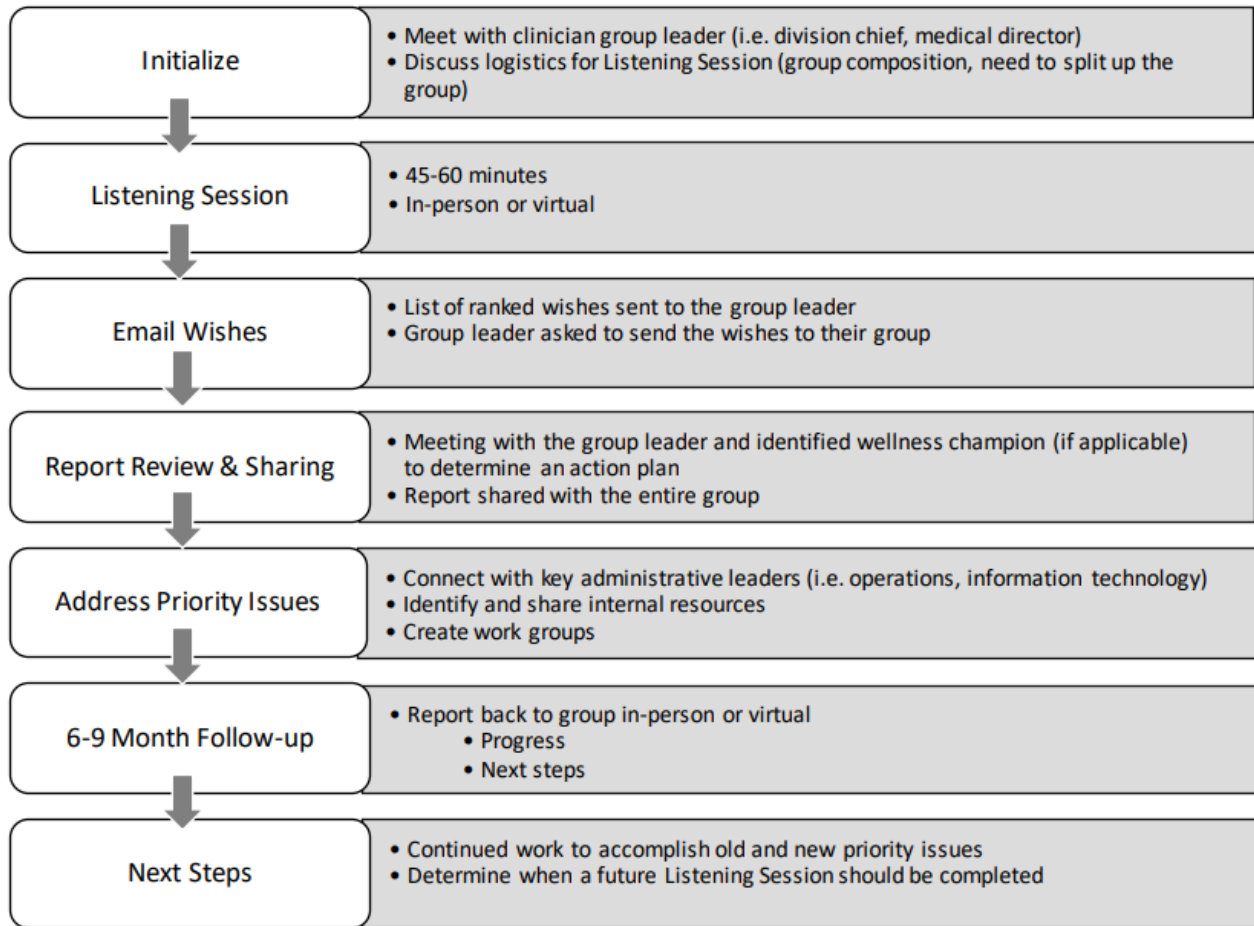 Initialize
• Meet with clinician group leader (i.e. division chief, medical director)
• Discuss logistics for Listening Session (group composition, need to split up the
group)
Listening Session
• 45-60 minutes
• In-person or virtual
Email Wishes
• List of ranked wishes sent to the group leader
• Group leader asked to send the wishes to their group
Report Review & Sharing
• Meeting with the group leader and identified wellness champion (if applicable)
to determine an action plan
• Report shared with the entire group
Address Priority Issues
• Connect with key administrative leaders (i.e. operations, information technology)
• Identify and share internal resources
• Create work groups
6-9 Month Follow-up
• Report back to group in-person or virtual
• Progress
• Next steps
Next Steps
• Continued work to accomplish old and new priority issues
• Determine when a future Listening Session should be completed